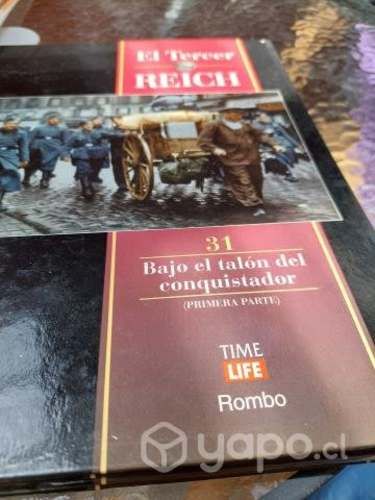 El Tercer
REICH
31
Bajo el talón del
conquistador
(PRIMERA PARTE)
TIME
LIFE
Rombo
yapo.cl